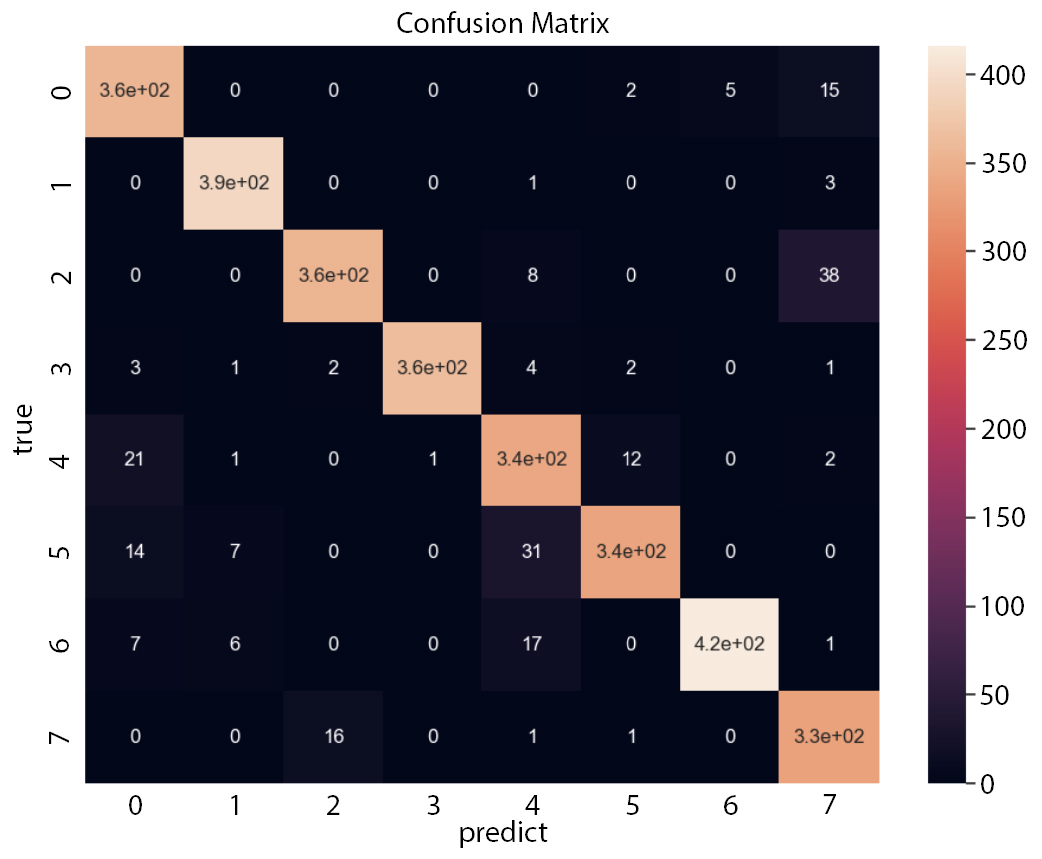 Confusion Matrix
0 3.6e+02 0 0 0 0 2 5 15
1 0 3.9e+02 0 0 1 0 0 3
2 0 0 3.6e+02 0 8 0 0 38
3 3 1 2 3.6e+02 4 2 0 1
4 21 1 0 1 3.4e+02 12 0 2
5 14 7 0 0 31 3.4e+02 0 0
6 7 6 0 0 17 0 4.2e+02 1
7 0 0 16 0 1 1 0 3.3e+02
0 1 2 3 4 5 6 7
predict
true
400
350
300
250
200
150
100
50
0